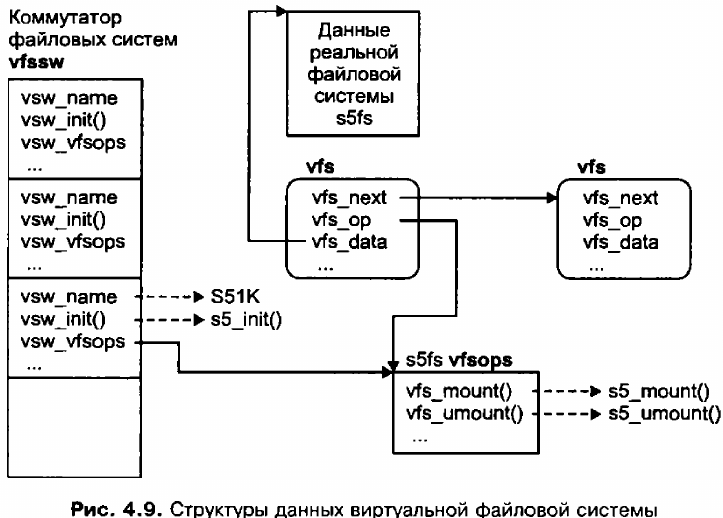 Коммутатор
файловых систем
vfssw
vsw_name
vsw_init()
vsw_vfsops
...
vsw_name
vsw_init()
vsw_vfsops
...
vsw_name
vsw_init()
vsw_vfsops
...
S51K
s5_init()
Данные
реальной
файловой
системы
s5fs
vfs
vfs_next
vfs_op
vfs_data
...
vfs
vfs_next
vfs_op
vfs_data
...
s5fs vfsops
vfs_mount()
vfs_umount()
...
s5_mount()
s5_umount()
Рис. 4.9. Структуры данных виртуальной файловой системы